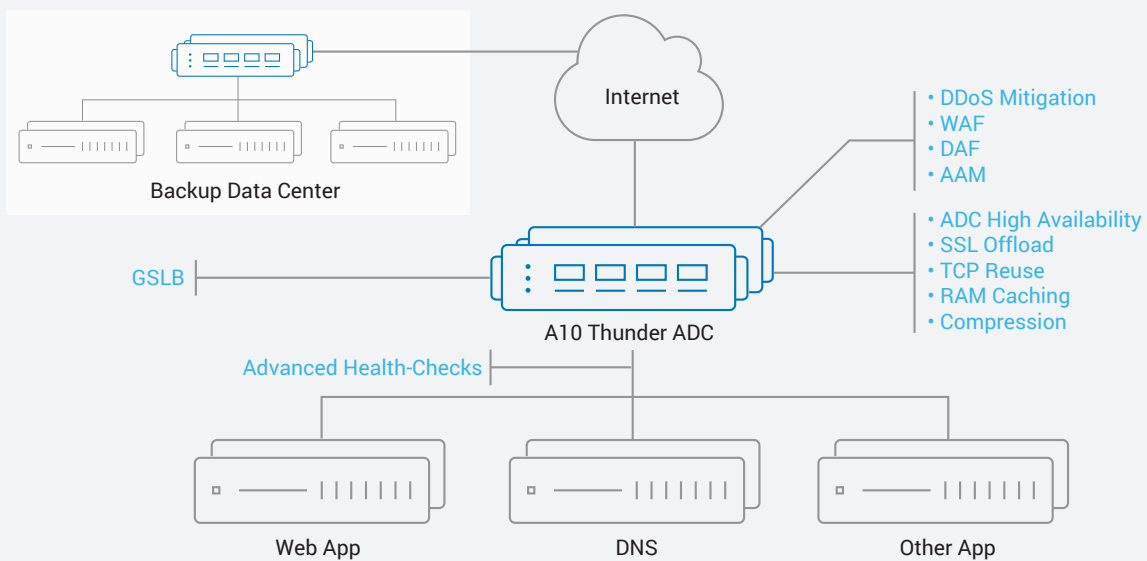 Internet
Backup Data Center
• DDoS Mitigation
• WAF
• DAF
• AAM
GSLB
• ADC High Availability
• SSL Offload
• TCP Reuse
• RAM Caching
• Compression
A10 Thunder ADC
Advanced Health-Checks
Web App
DNS
Other App